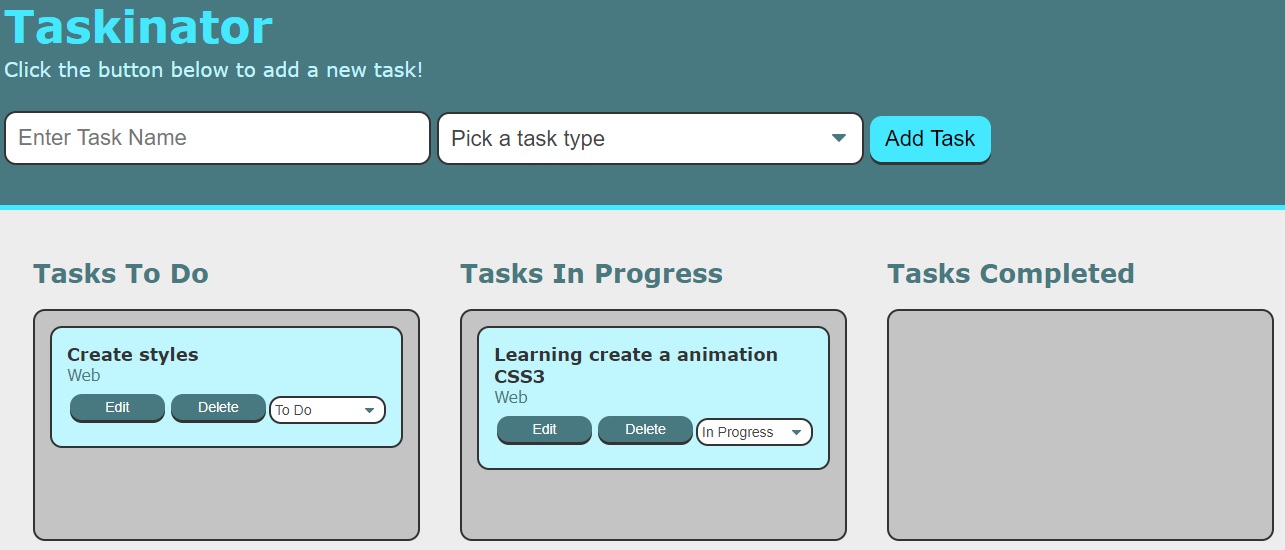 Taskinator
Click the button below to add a new task!
Enter Task Name
Pick a task type
Add Task
Tasks To Do
Tasks In Progress
Tasks Completed
Create styles
Web
Edit
Delete
To Do
Learning create a animation
CSS3
Web
Edit
Delete
In Progress